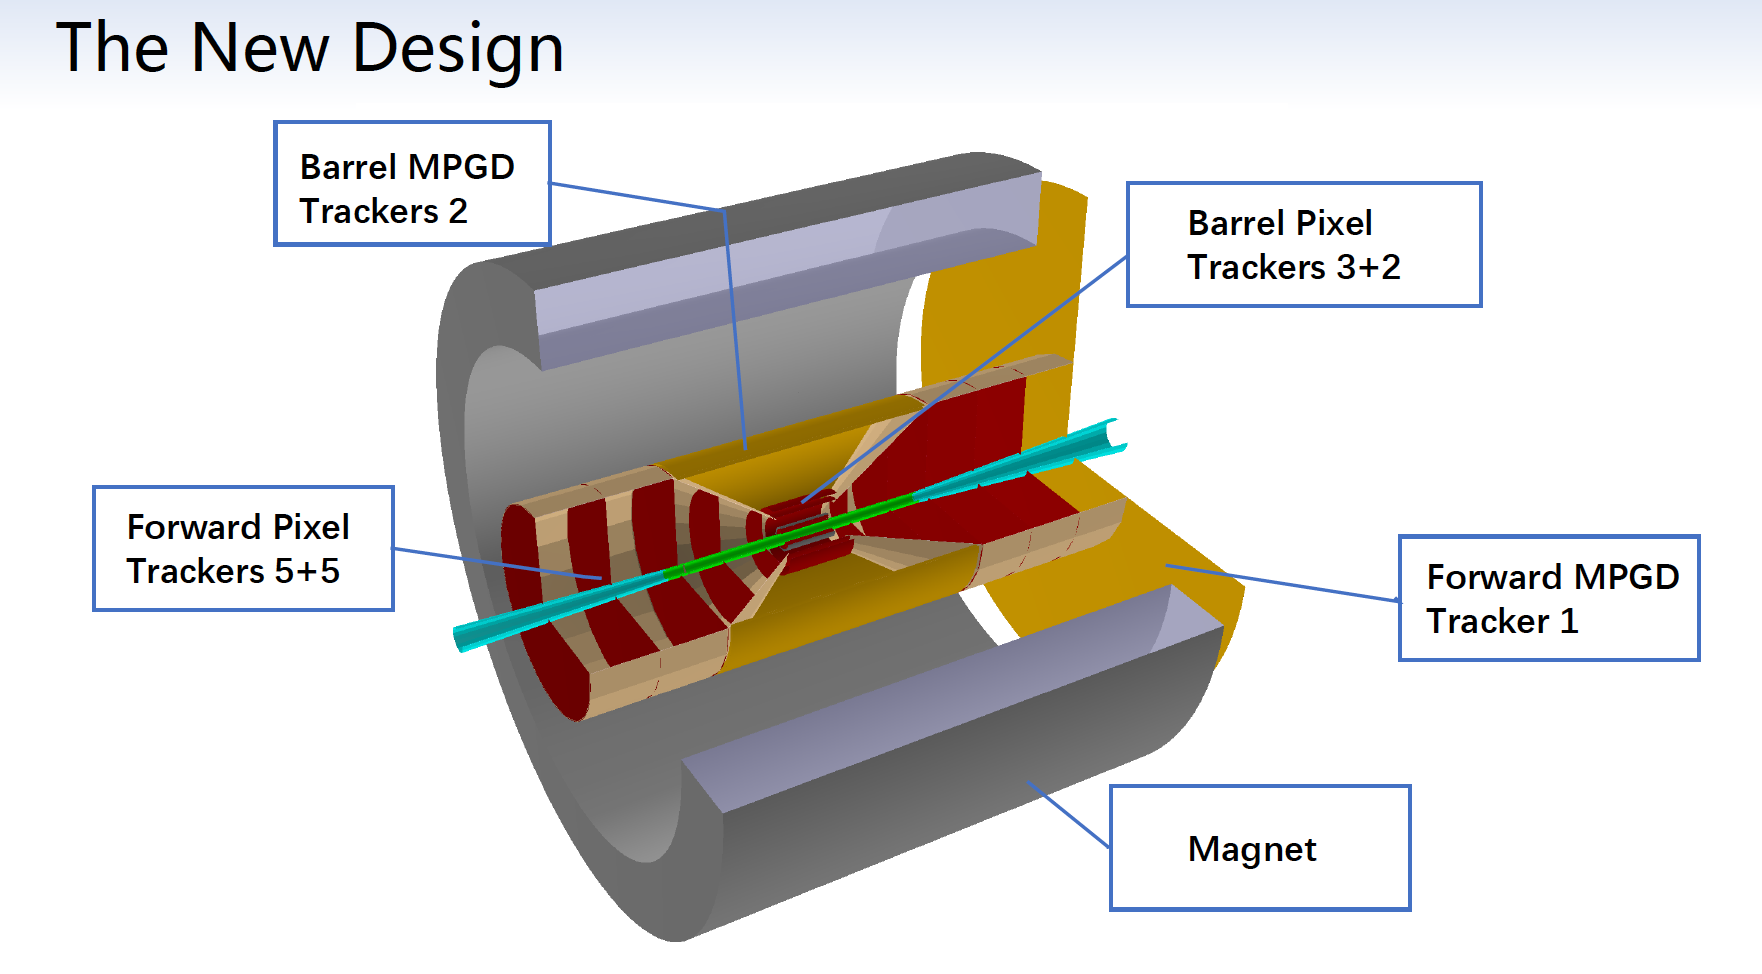 The New Design
Barrel MPGD
Trackers 2
Barrel Pixel
Trackers 3+2
Forward Pixel
Trackers 5+5
Forward MPGD
Tracker 1
Magnet